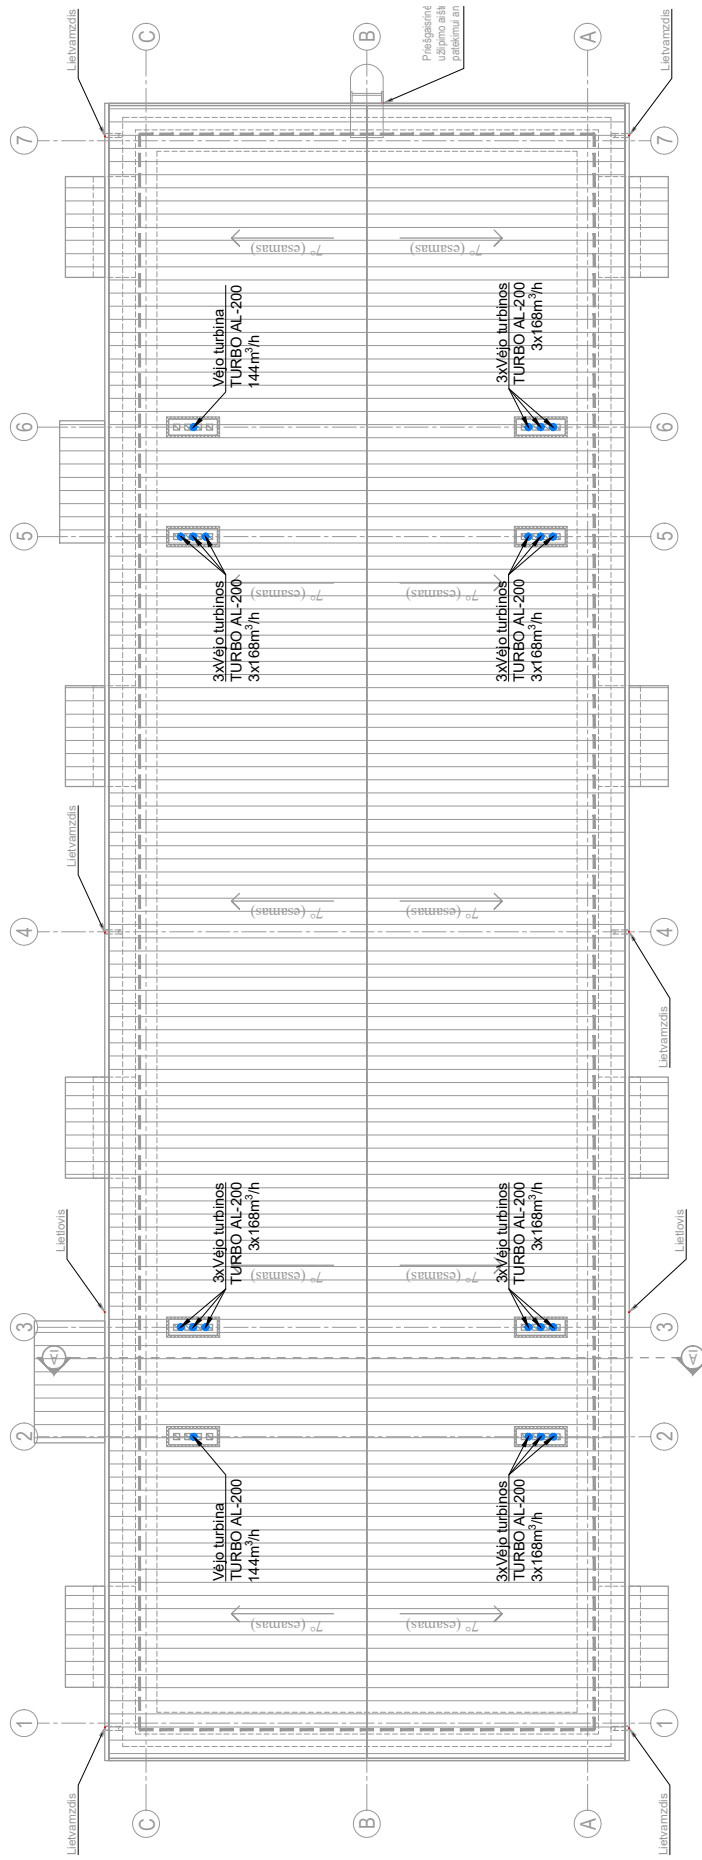 Lietvamzdis
C
B
Priešgaisrinė
užlipimo
patekimui an
A
Lietvamzdis
7
7
7° (esamas)
7° (esamas)
Vėjo turbina
TURBO AL-200
144m³/h
3xVėjo turbinos
TURBO AL-200
3x168m³/h
6
6
5
5
7° (esamas)
7° (esamas)
3xVėjo turbinos
TURBO AL-200
3x168m³/h
3xVėjo turbinos
TURBO AL-200
3x168m³/h
Lietvamzdis
7° (esamas)
7° (esamas)
4
4
Lietvamzdis
3xVėjo turbinos
TURBO AL-200
3x168m³/h
3xVėjo turbinos
TURBO AL-200
3x168m³/h
Lietlovis
Lietlovis
7° (esamas)
7° (esamas)
3
3
2
2
Vėjo turbina
TURBO AL-200
144m³/h
3xVėjo turbinos
TURBO AL-200
3x168m³/h
7° (esamas)
7° (esamas)
1
1
Lietvamzdis
C
B
A
Lietvamzdis